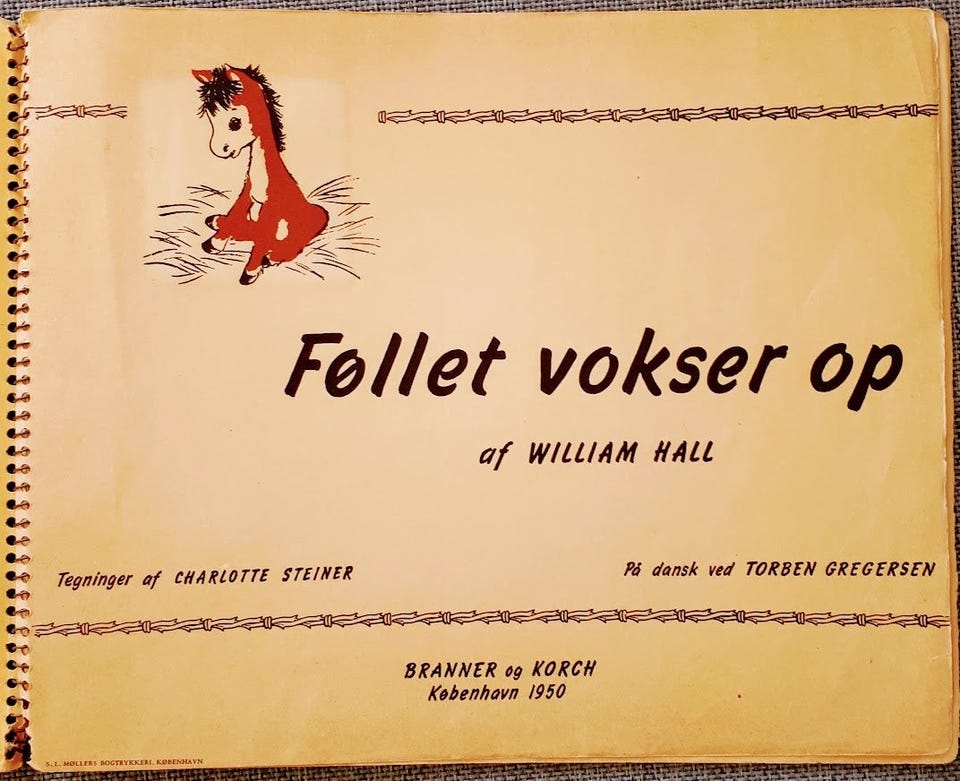 Føllet vokser op
af WILLIAM HALL
Tegninger af CHARLOTTE STEINER
På dansk ved TORBEN GREGERSEN
BRANNER og KORCH
København 1950
S. L. MØLLERS BOGTRYKKERI, KØBENHAVN